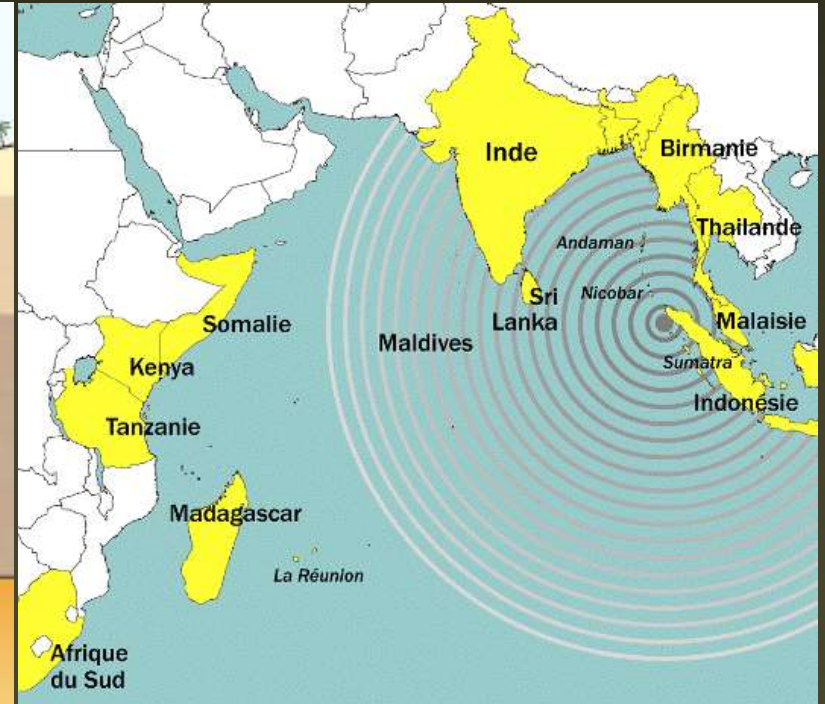 Inde
Birmanie
Thailande
Andaman
Nicobar
Sri
Lanka
Somalie
Maldives
Malaisie
Kenya
Sumatra
Indonésie
Tanzanie
Madagascar
La Réunion
Afrique
du Sud